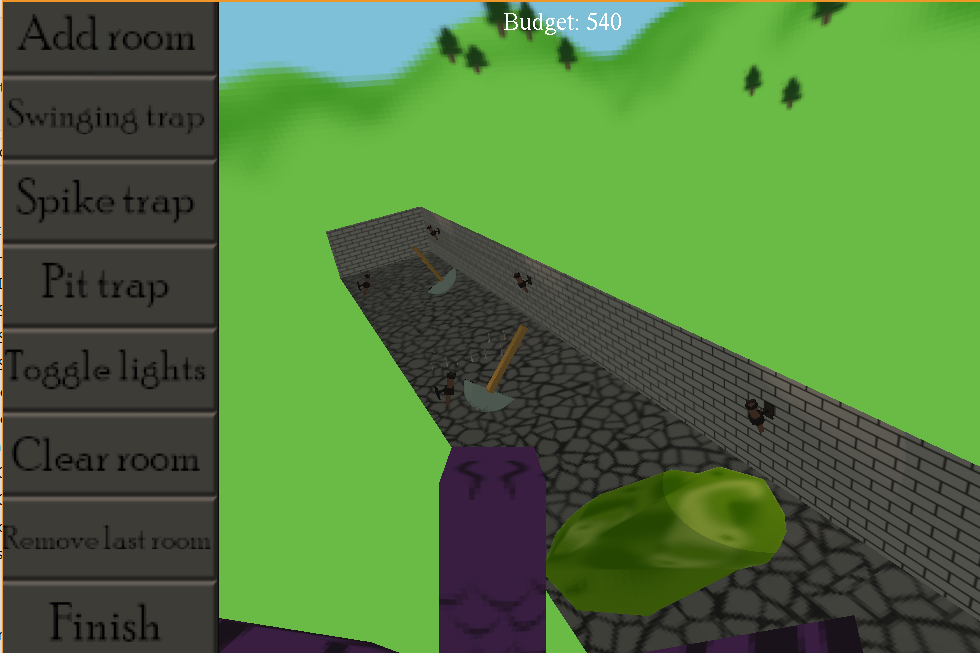 Budget: 540
Add room
Swinging trap
Spike trap
Pit trap
Toggle lights
Clear room
Remove last room
Finish